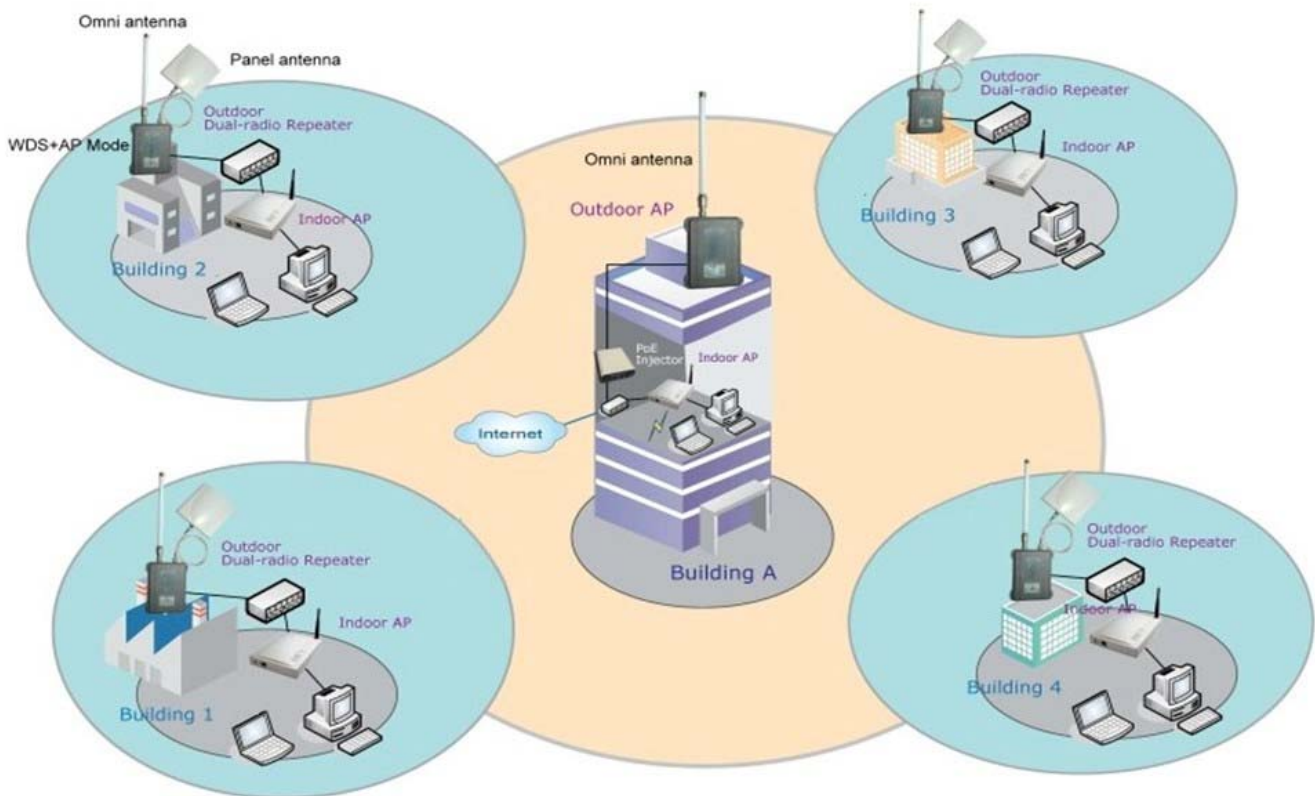 Omni antenna
Panel antenna
Outdoor
Dual-radio Repeater
WDS+AP Mode
Indoor AP
Building 2
Omni antenna
Outdoor AP
PoE
Injector
Indoor AP
Internet
Building A
Outdoor
Dual-radio Repeater
Indoor AP
Building 3
Outdoor
Dual-radio Repeater
Indoor AP
Building 1
Outdoor
Dual-radio Repeater
Indoor AP
Building 4